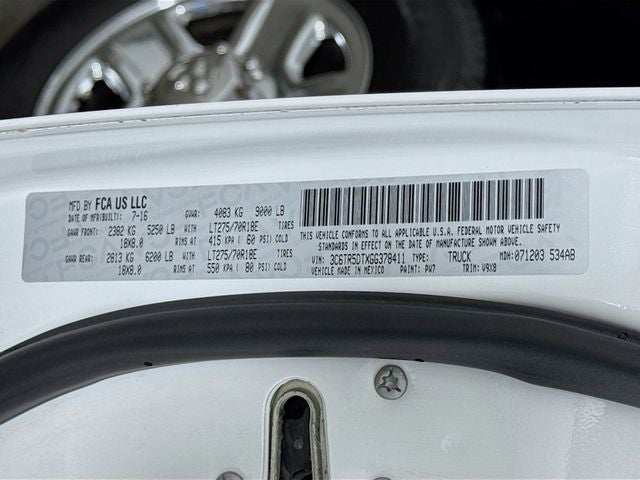 MFD BY FCA US LLC
DATE OF MFR(BUILT): 7-16 GVWR: 4083 KG 9000 LB
GAWR FRONT: 2382 KG 5250 LB WITH LT275/70R18E
18X8.0 RIMS AT 415 KPA ( 60 PSI) COLD
GAWR REAR: 2813 KG 6200 LB WITH LT275/70R18E
18X8.0 RIMS AT 550 KPA ( 80 PSI) COLD
THIS VEHICLE CONFORMS TO ALL APPLICABLE U.S.A. FEDERAL MOTOR VEHICLE SAFETY
STANDARDS IN EFFECT ON THE DATE OF MANUFACTURE SHOWN ABOVE.
VIN: 3C6TR5DTXGG378411 TYPE: TRUCK MDH: 071203 534AB
VEHICLE MADE IN MEXICO PAINT: PW7 TRIM: V9X8